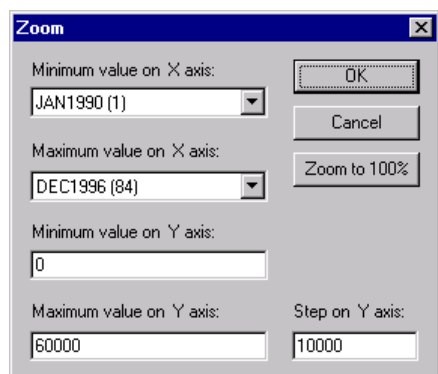 Zoom
Minimum value on X axis:
JAN1990 (1)
OK
Cancel
Maximum value on X axis:
DEC1996 (84)
Zoom to 100%
Minimum value on Y axis:
0
Maximum value on Y axis:
60000
Step on Y axis:
10000